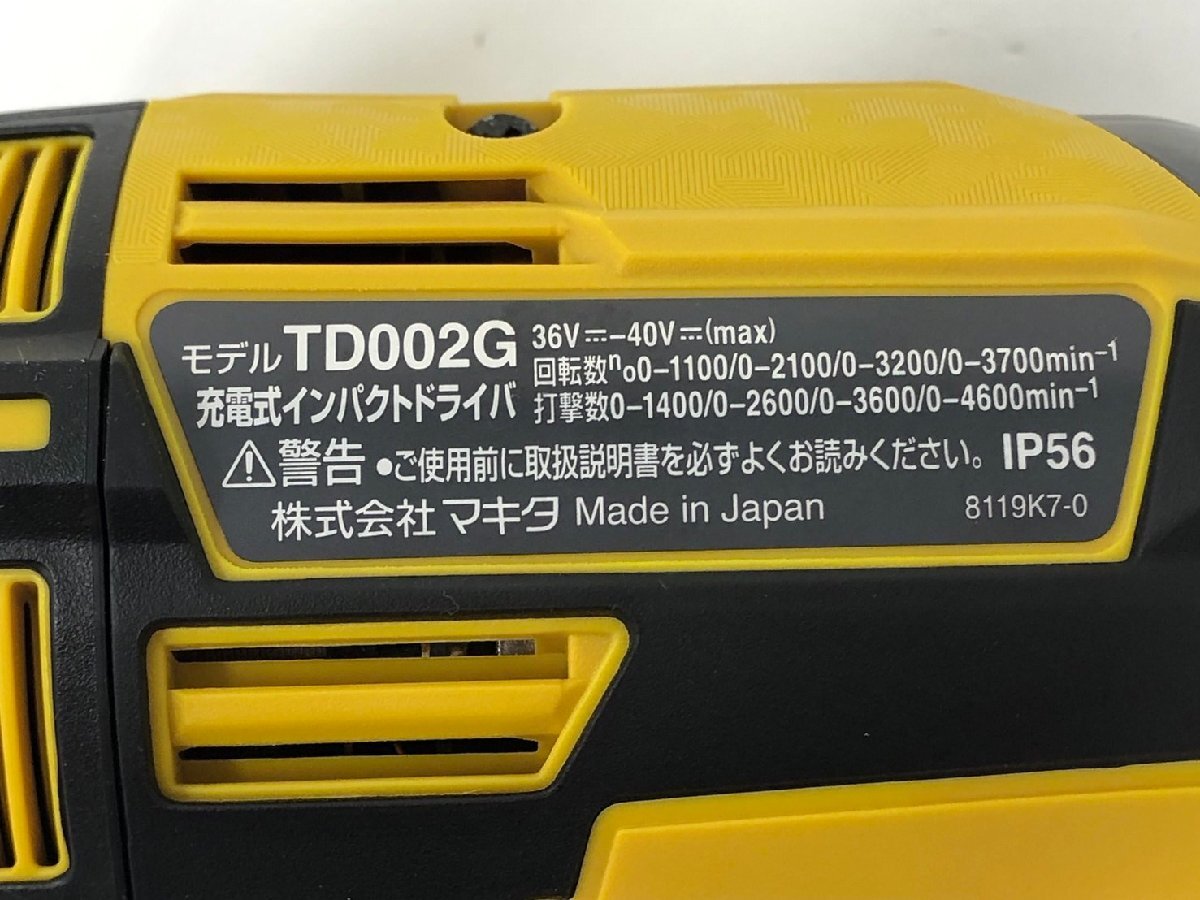 モデル TD002G 36V⎓-40V⎓(max)
回転数n₀0-1100/0-2100/0-3200/0-3700min⁻¹
充電式インパクトドライバ 打撃数0-1400/0-2600/0-3600/0-4600min⁻¹
⚠警告 ●ご使用前に取扱説明書を必ずよくお読みください。 IP56
株式会社 マキタ Made in Japan 8119K7-0